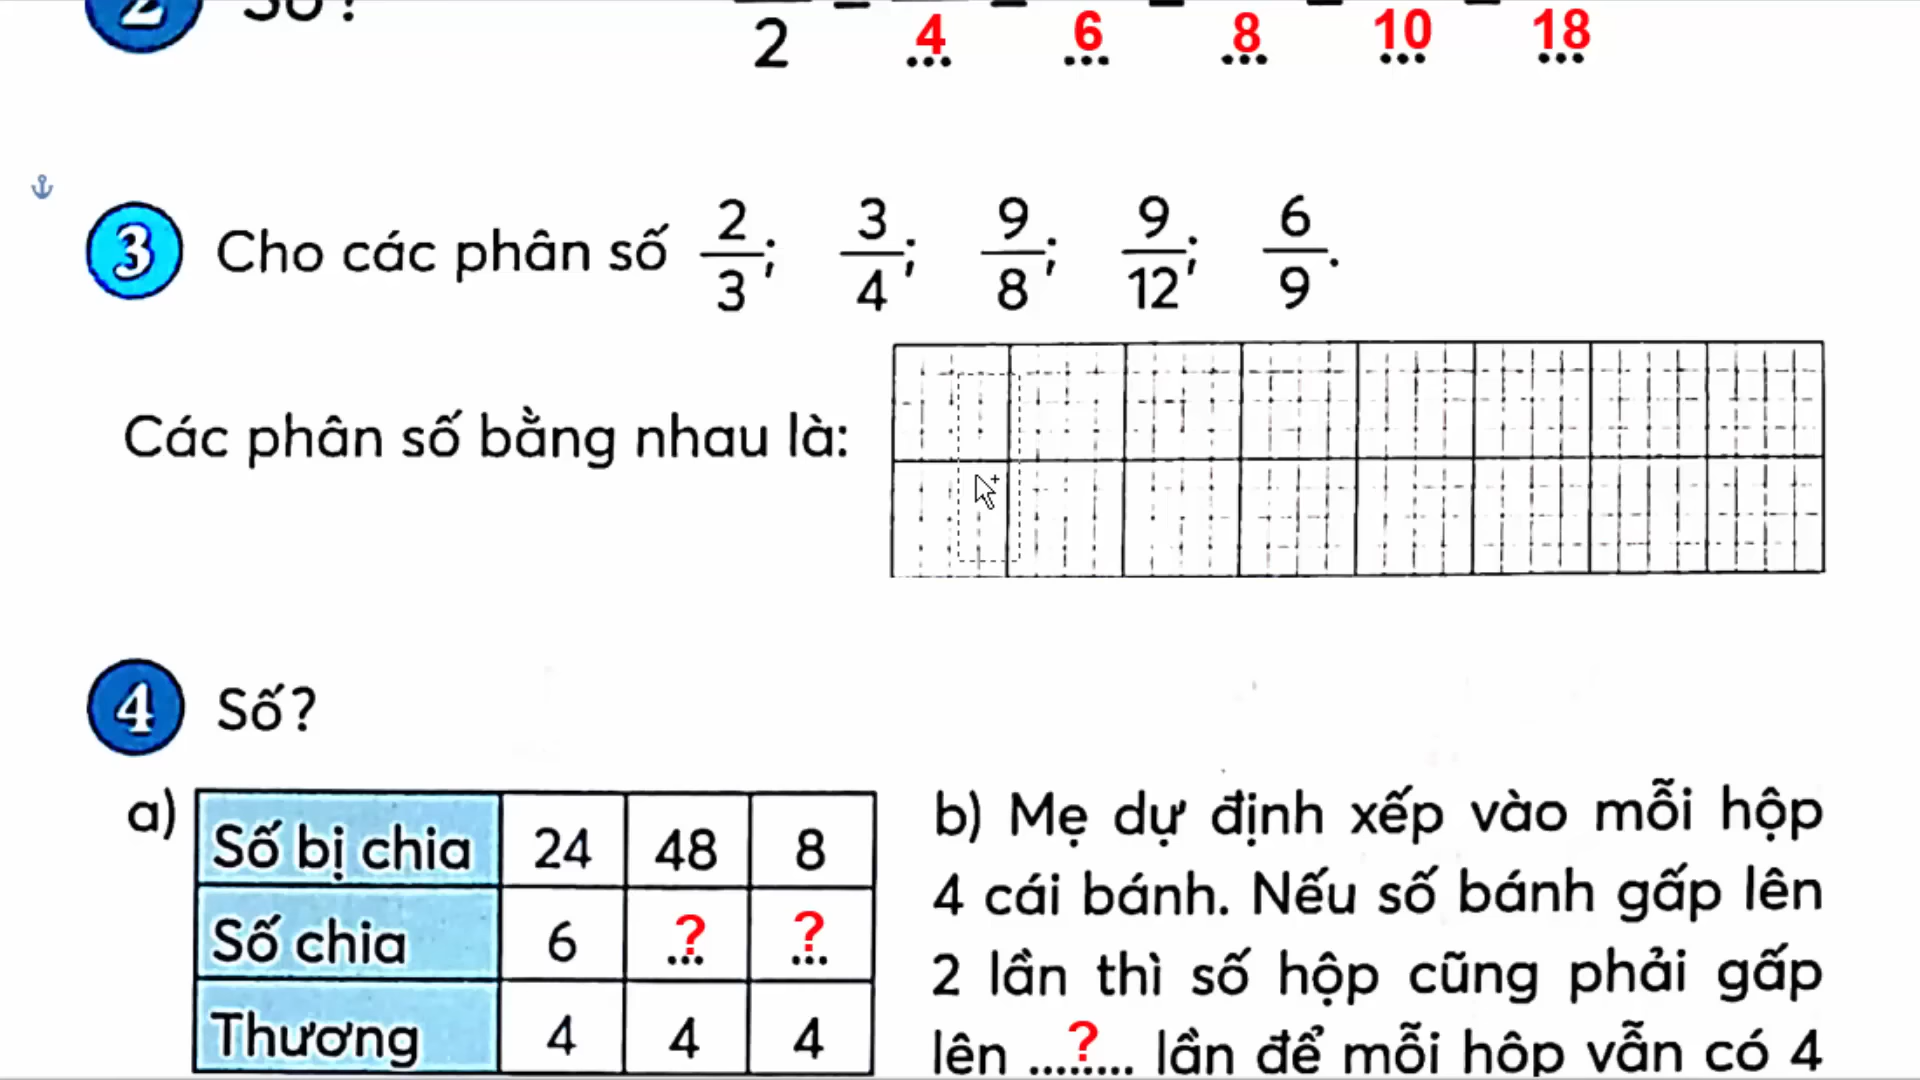 2 4 6 8 10 18
... ... ... ... ...
3 Cho các phân số 2/3; 3/4; 9/8; 9/12; 6/9.
Các phân số bằng nhau là:
4 Số?
a)
Số bị chia 24 48 8
Số chia 6 ...?... ...?...
Thương 4 4 4
b) Mẹ dự định xếp vào mỗi hộp
4 cái bánh. Nếu số bánh gấp lên
2 lần thì số hộp cũng phải gấp
lên ....?.... lần để mỗi hộp vẫn có 4